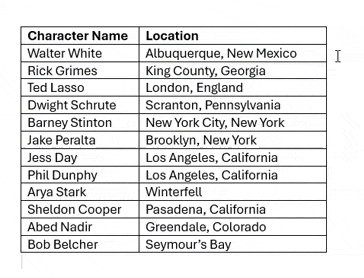 Character Name Location
Walter White Albuquerque, New Mexico
Rick Grimes King County, Georgia
Ted Lasso London, England
Dwight Schrute Scranton, Pennsylvania
Barney Stinton New York City, New York
Jake Peralta Brooklyn, New York
Jess Day Los Angeles, California
Phil Dunphy Los Angeles, California
Arya Stark Winterfell
Sheldon Cooper Pasadena, California
Abed Nadir Greendale, Colorado
Bob Belcher Seymour’s Bay